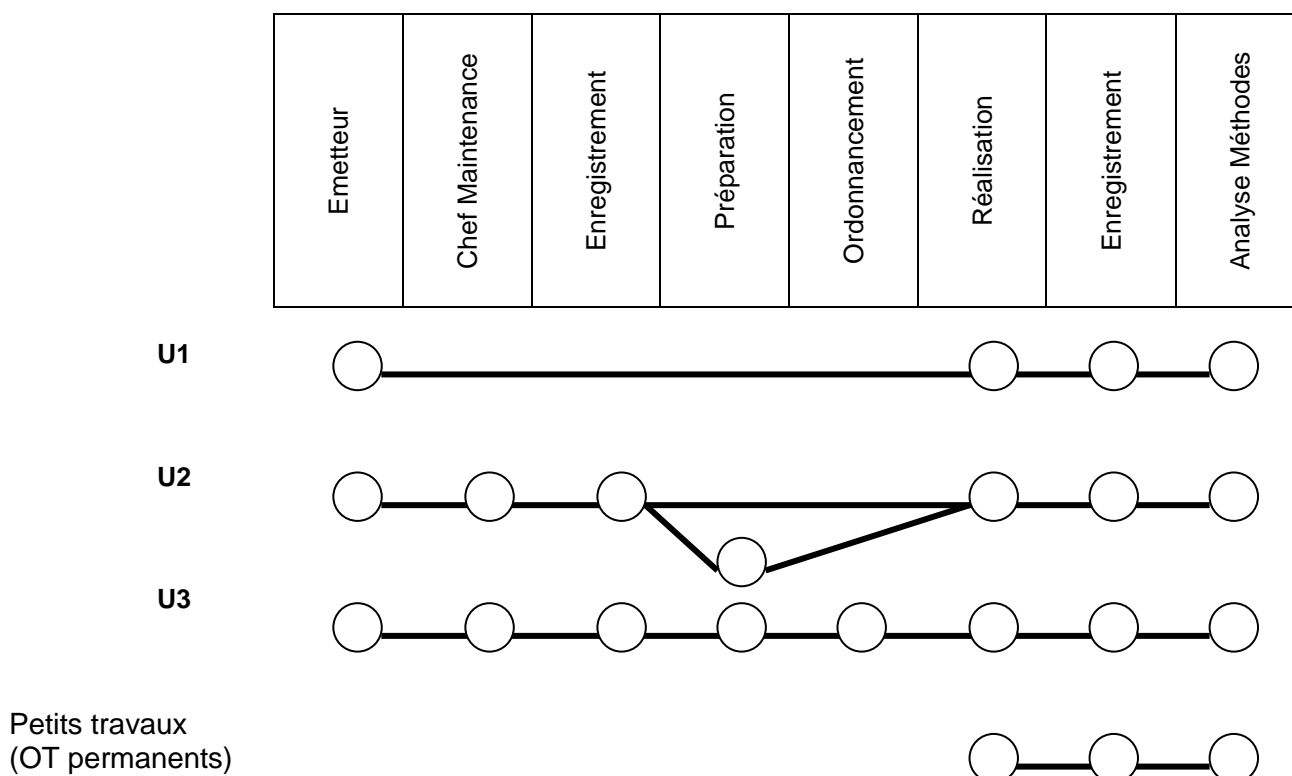 Emetteur
Chef Maintenance
Enregistrement
Préparation
Ordonnancement
Réalisation
Enregistrement
Analyse Méthodes
U1
U2
U3
Petits travaux
(OT permanents)